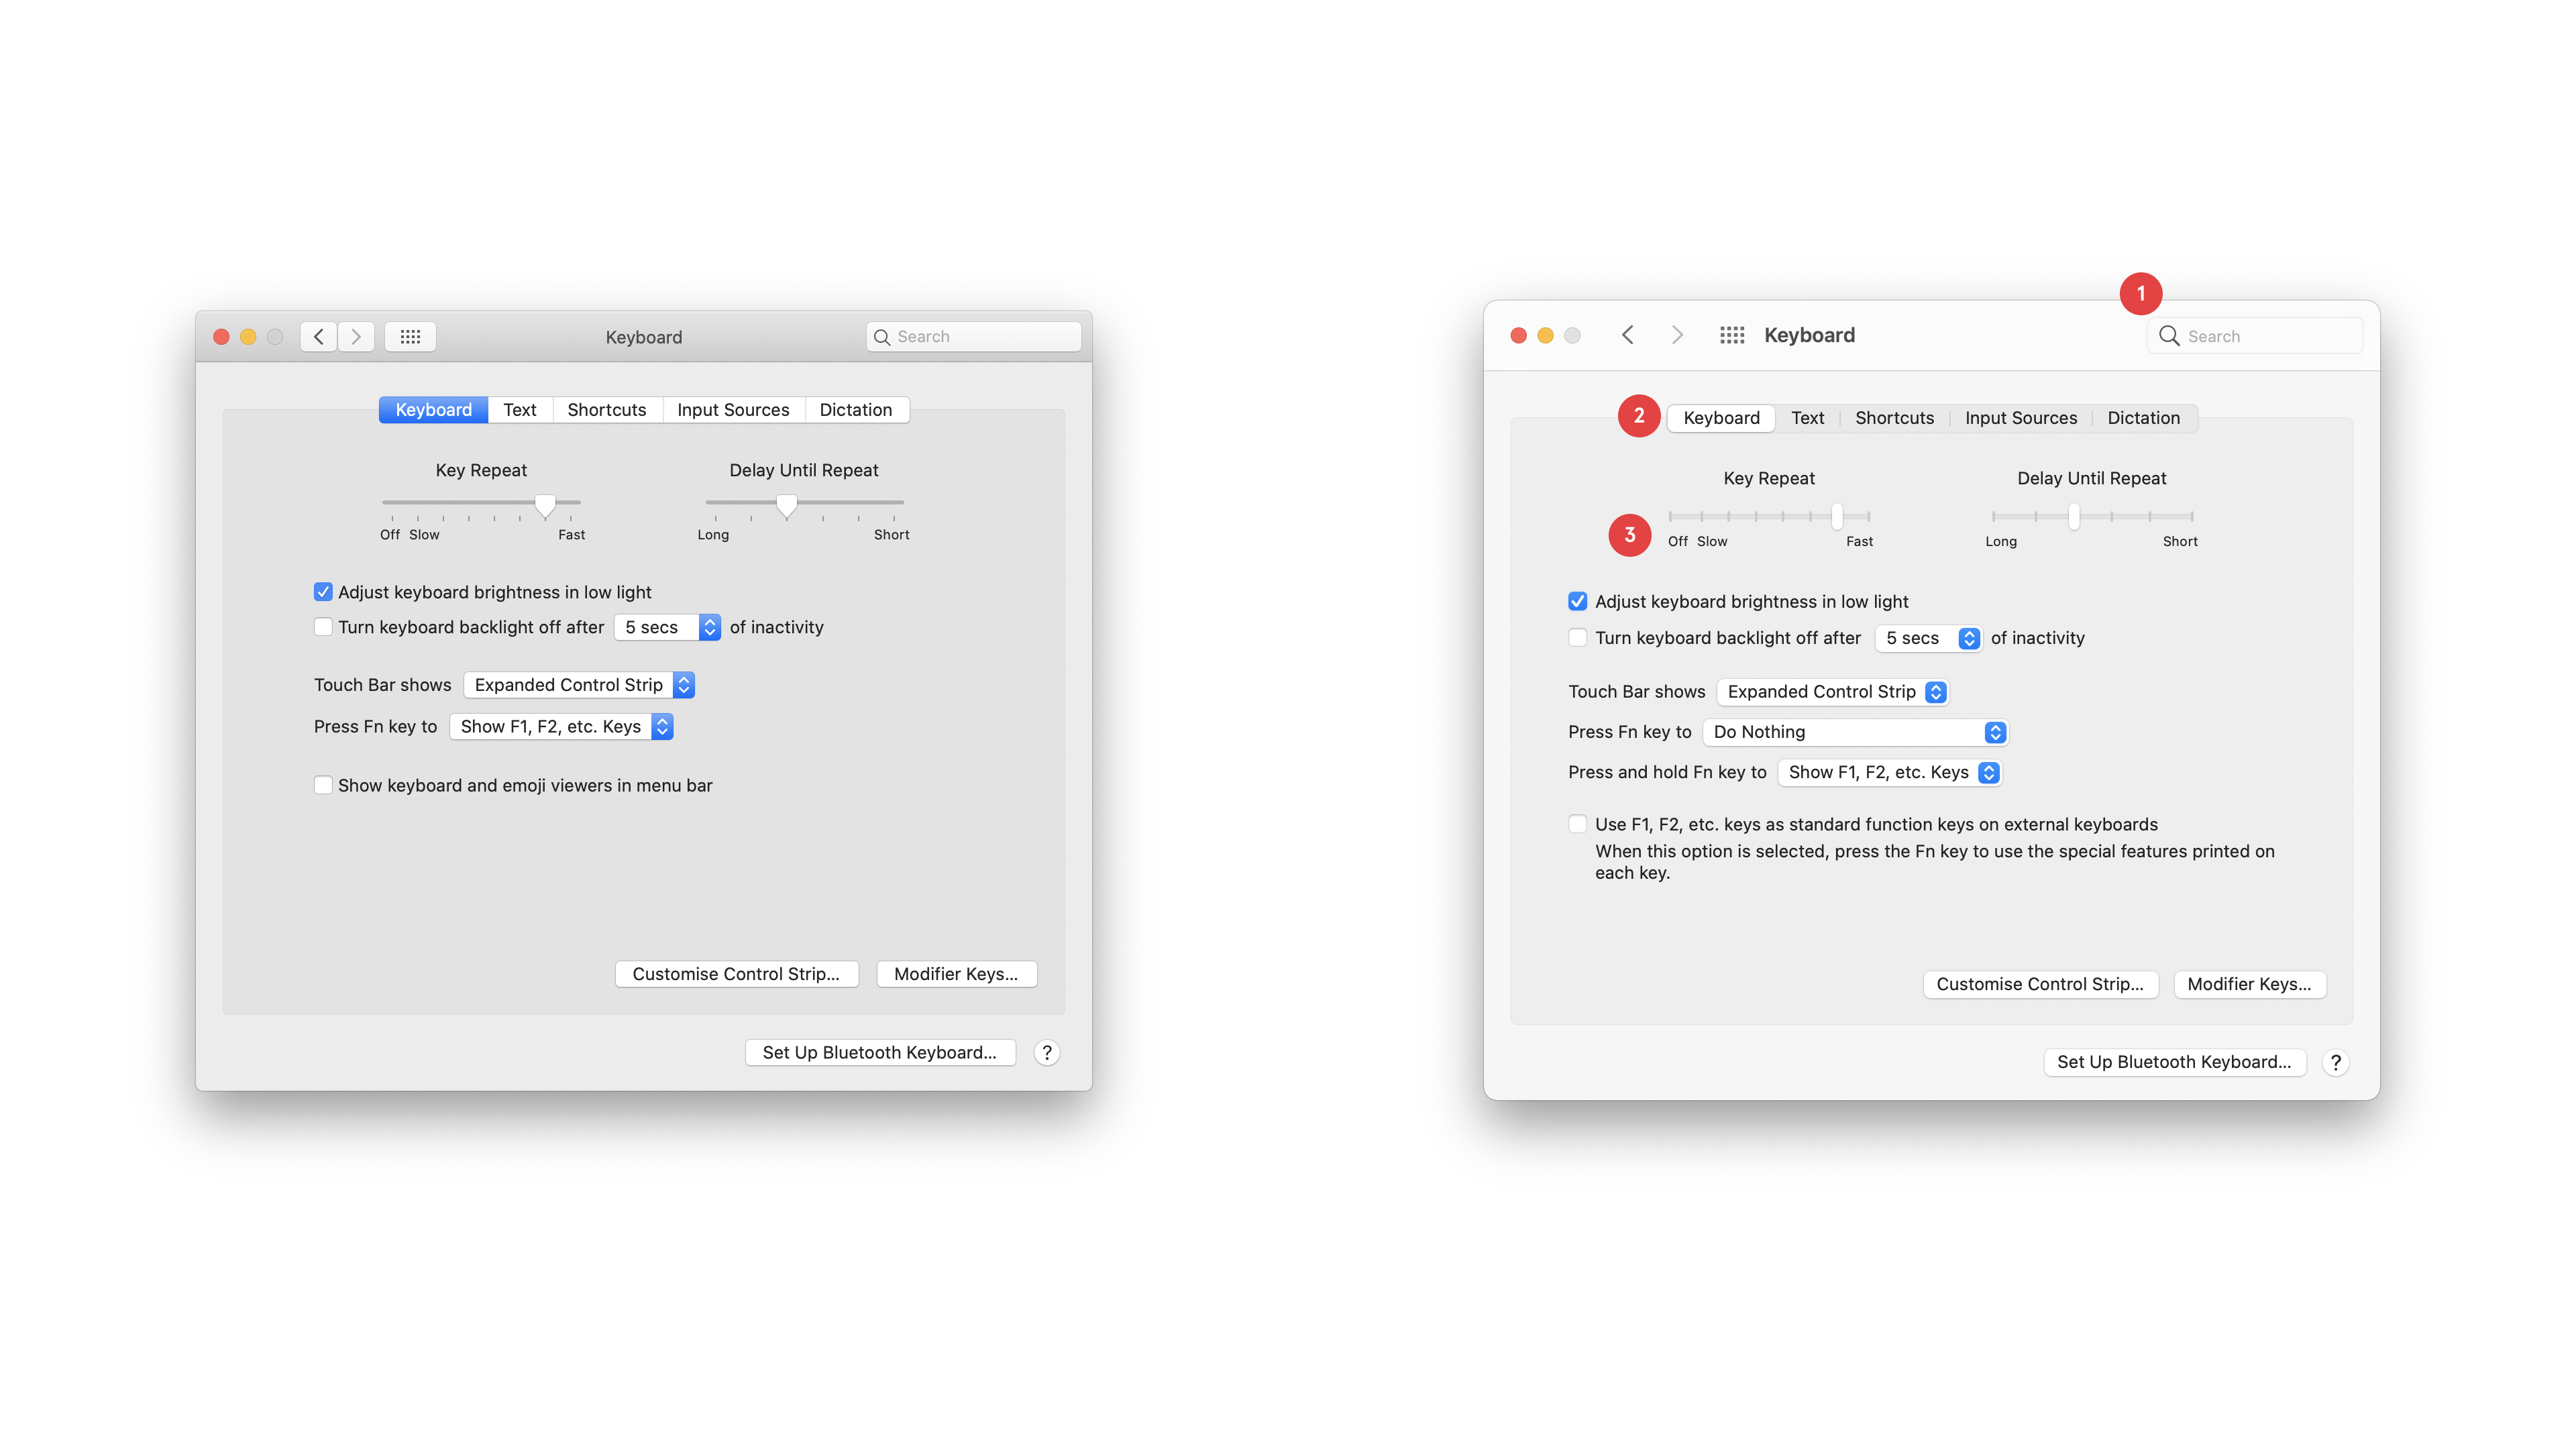 Keyboard
Search
Keyboard Text Shortcuts Input Sources Dictation
Key Repeat Delay Until Repeat
Off Slow Fast Long Short
Adjust keyboard brightness in low light
Turn keyboard backlight off after 5 secs of inactivity
Touch Bar shows Expanded Control Strip
Press Fn key to Show F1, F2, etc. Keys
Show keyboard and emoji viewers in menu bar
Customise Control Strip... Modifier Keys...
Set Up Bluetooth Keyboard... ?
1
Keyboard
Search
2 Keyboard Text Shortcuts Input Sources Dictation
Key Repeat Delay Until Repeat
3 Off Slow Fast Long Short
Adjust keyboard brightness in low light
Turn keyboard backlight off after 5 secs of inactivity
Touch Bar shows Expanded Control Strip
Press Fn key to Do Nothing
Press and hold Fn key to Show F1, F2, etc. Keys
Use F1, F2, etc. keys as standard function keys on external keyboards
When this option is selected, press the Fn key to use the special features printed on
each key.
Customise Control Strip... Modifier Keys...
Set Up Bluetooth Keyboard... ?